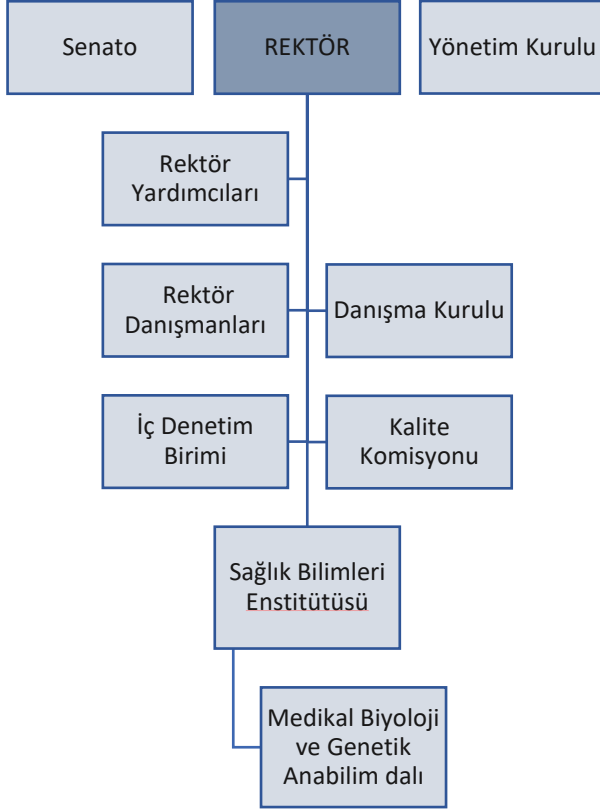 Senato
REKTÖR
Yönetim Kurulu
Rektör
Yardımcıları
Rektör
Danışmanları
Danışma Kurulu
İç Denetim
Birimi
Kalite
Komisyonu
Sağlık Bilimleri
Enstitütüsü
Medikal Biyoloji
ve Genetik
Anabilim dalı